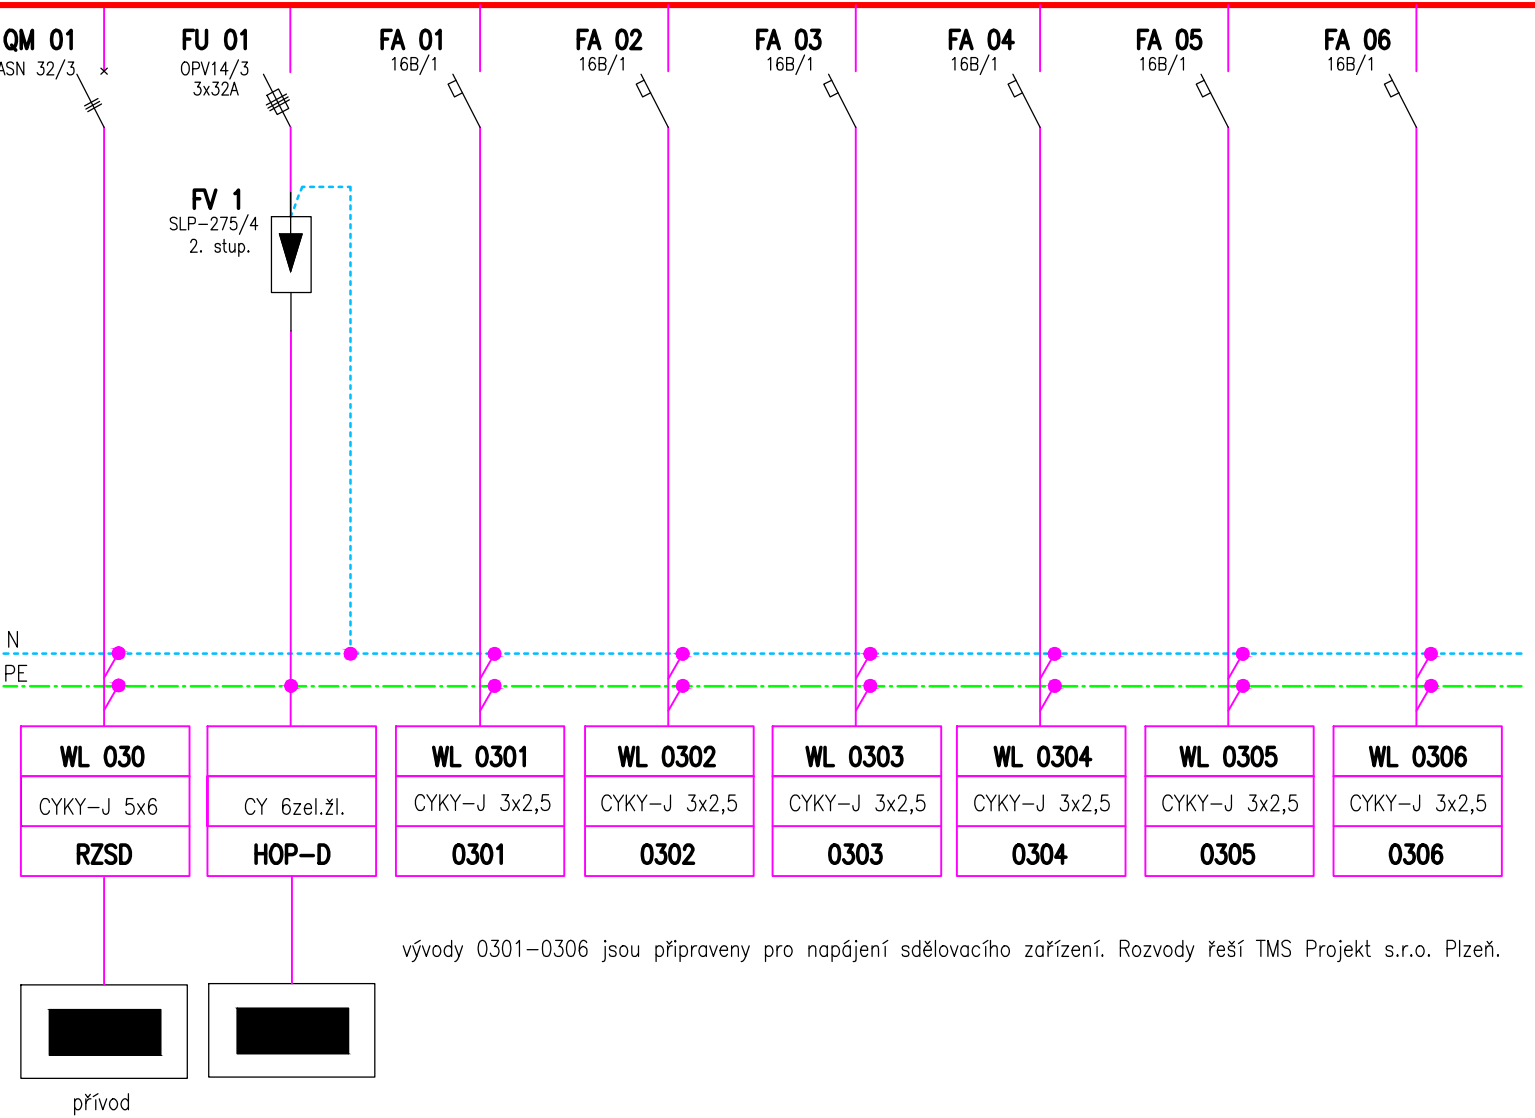 QM 01
ASN 32/3
FU 01
OPV14/3
3x32A
FA 01
16B/1
FA 02
16B/1
FA 03
16B/1
FA 04
16B/1
FA 05
16B/1
FA 06
16B/1
FV 1
SLP-275/4
2. stup.
N
PE
WL 030
CYKY-J 5x6
RZSD
CY 6zel.žl.
HOP-D
WL 0301
CYKY-J 3x2,5
0301
WL 0302
CYKY-J 3x2,5
0302
WL 0303
CYKY-J 3x2,5
0303
WL 0304
CYKY-J 3x2,5
0304
WL 0305
CYKY-J 3x2,5
0305
WL 0306
CYKY-J 3x2,5
0306
vývody 0301-0306 jsou připraveny pro napájení sdělovacího zařízení. Rozvody řeší TMS Projekt s.r.o. Plzeň.
přívod